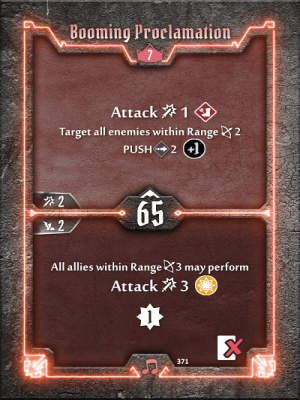 Booming Proclamation
7
Attack 1
Target all enemies within Range 2
PUSH 2 +1
2
65
2
All allies within Range 3 may perform
Attack 3
1
371